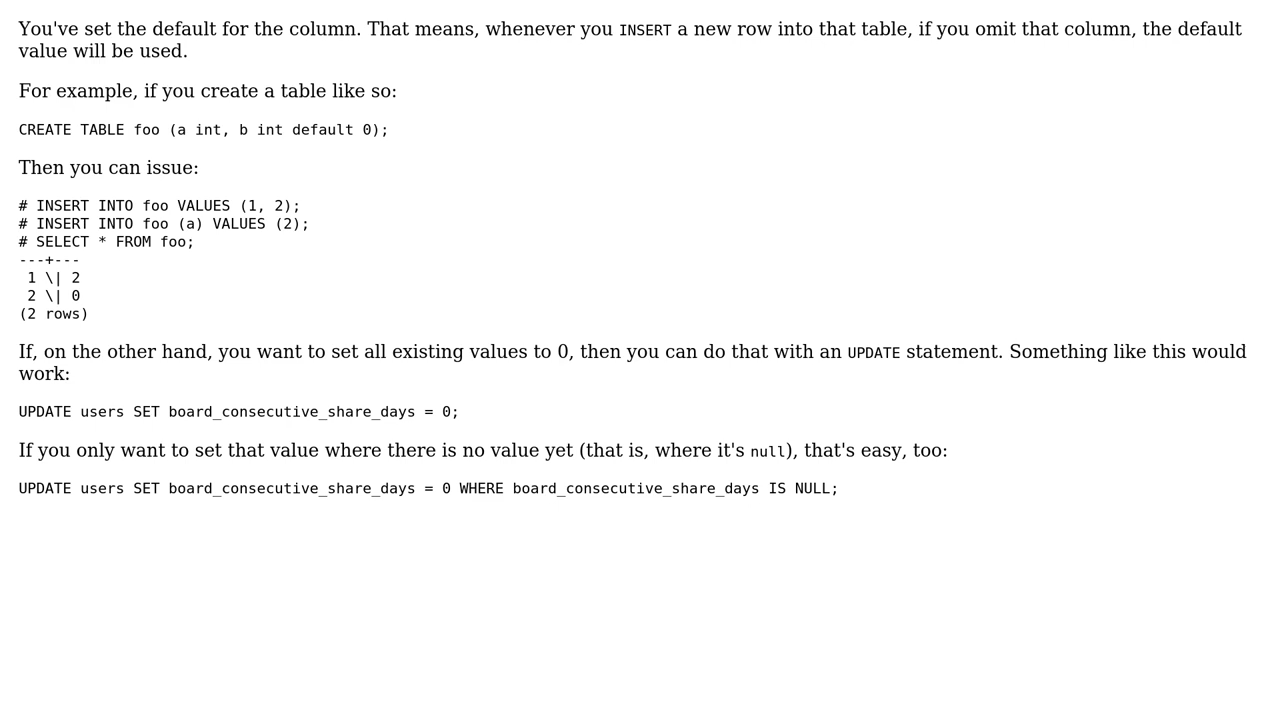 You've set the default for the column. That means, whenever you INSERT a new row into that table, if you omit that column, the default
value will be used.
For example, if you create a table like so:
CREATE TABLE foo (a int, b int default 0);
Then you can issue:
# INSERT INTO foo VALUES (1, 2);
# INSERT INTO foo (a) VALUES (2);
# SELECT * FROM foo;
---+---
 1 \| 2
 2 \| 0
(2 rows)
If, on the other hand, you want to set all existing values to 0, then you can do that with an UPDATE statement. Something like this would
work:
UPDATE users SET board_consecutive_share_days = 0;
If you only want to set that value where there is no value yet (that is, where it's null), that's easy, too:
UPDATE users SET board_consecutive_share_days = 0 WHERE board_consecutive_share_days IS NULL;